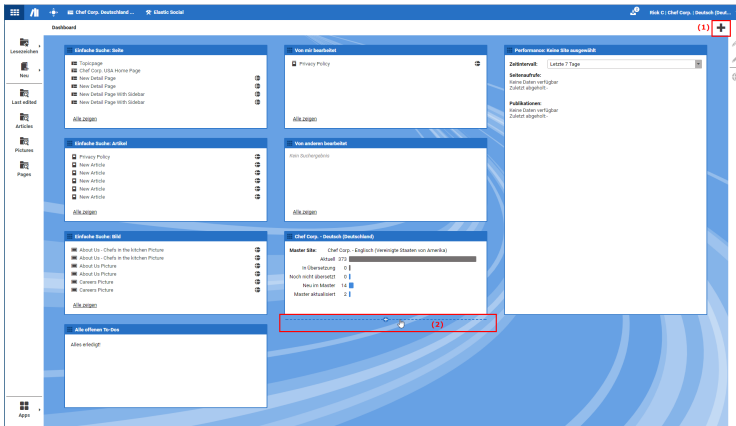 Chef Corp. Deutschland ...
Elastic Social
Rick C | Chef Corp. | Deutsch (Deut...
Dashboard
(1)
Lesezeichen
Neu
Last edited
Articles
Pictures
Pages
Apps
Einfache Suche: Seite
Topicpage
Chef Corp. USA Home Page
New Detail Page
New Detail Page
New Detail Page With Sidebar
New Detail Page With Sidebar
Alle zeigen
Von mir bearbeitet
Privacy Policy
Alle zeigen
Performance: Keine Site ausgewählt
Zeitintervall: Letzte 7 Tage
Seitenaufrufe:
Keine Daten verfügbar
Zuletzt abgeholt -
Publikationen:
Keine Daten verfügbar
Zuletzt abgeholt -
Einfache Suche: Artikel
Privacy Policy
New Article
New Article
New Article
New Article
New Article
Alle zeigen
Von anderen bearbeitet
Kein Suchergebnis.
Alle zeigen
Einfache Suche: Bild
About Us - Chefs in the kitchen Picture
About Us - Chefs in the kitchen Picture
About Us Picture
About Us Picture
Careers Picture
Careers Picture
Alle zeigen
Chef Corp. - Deutsch (Deutschland)
Master Site: Chef Corp. - Englisch (Vereinigte Staaten von Amerika)
Aktuell 373
In Übersetzung 0
Noch nicht übersetzt 0
Neu im Master 14
Master aktualisiert 2
(2)
Alle offenen To-Dos
Alles erledigt!